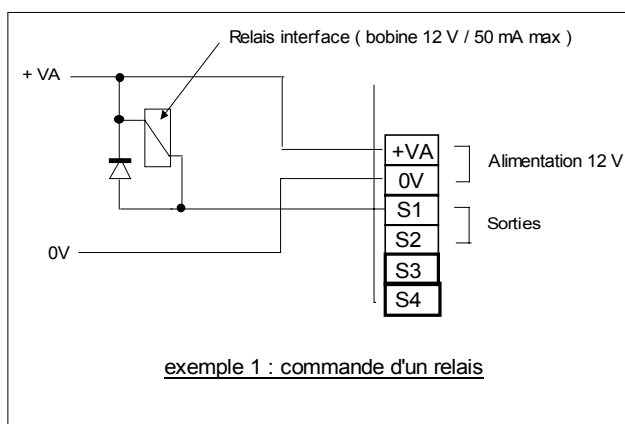 Relais interface ( bobine 12 V / 50 mA max )
+ VA
+VA
0V
Alimentation 12 V
S1
S2
Sorties
0V
S3
S4
exemple 1 : commande d'un relais